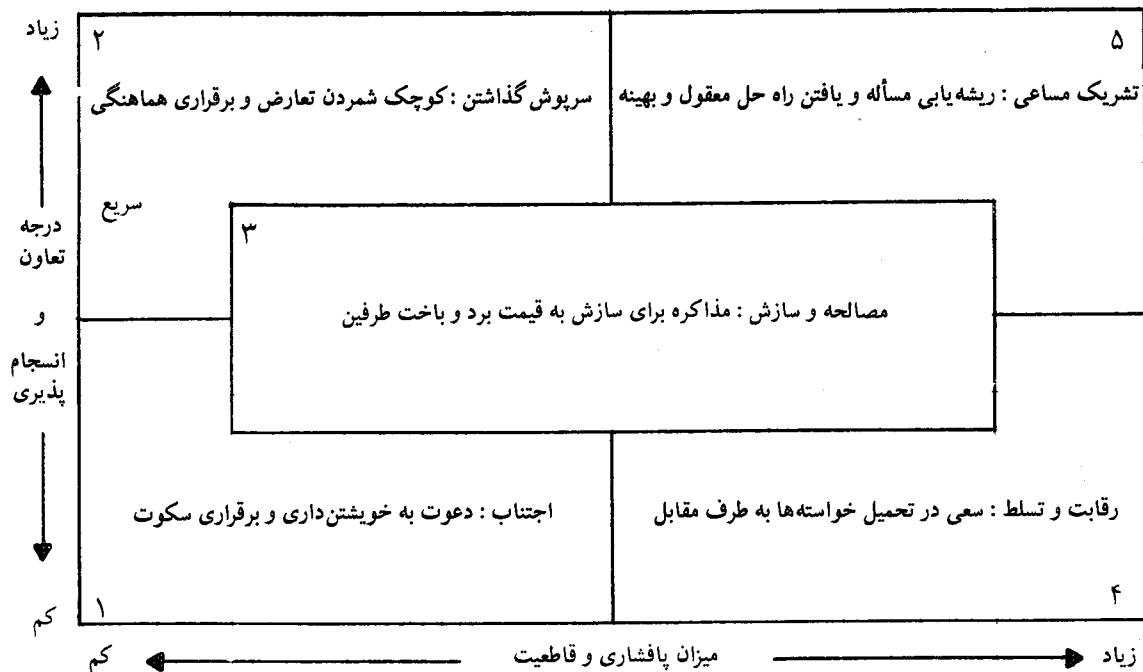 زیاد
۲
۵
سرپوش گذاشتن : کوچک شمردن تعارض و برقراری هماهنگی
تشریک مساعی : ریشه‌یابی مسأله و یافتن راه حل معقول و بهینه
سریع
درجه
تعاون
و
انسجام
پذیری
۳
مصالحه و سازش : مذاکره برای سازش به قیمت برد و باخت طرفین
اجتناب : دعوت به خویشتن‌داری و برقراری سکوت
رقابت و تسلط : سعی در تحمیل خواسته‌ها به طرف مقابل
کم
۱
۴
کم
میزان پافشاری و قاطعیت
زیاد